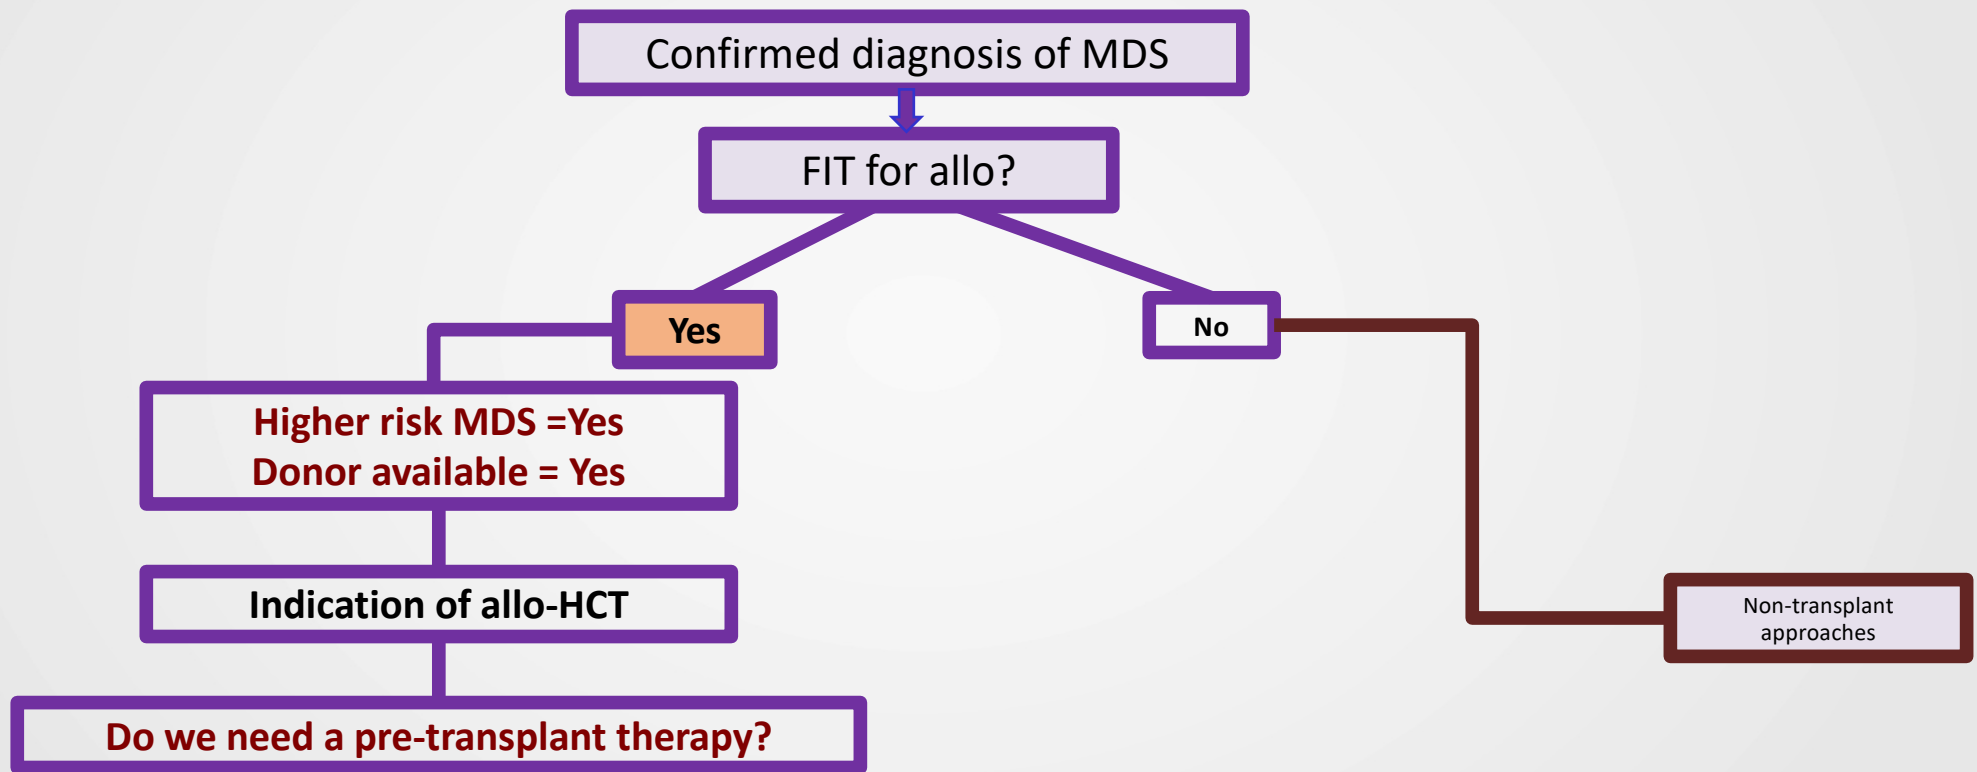 Confirmed diagnosis of MDS
FIT for allo?
Yes
No
Higher risk MDS =Yes
Donor available = Yes
Indication of allo-HCT
Non-transplant
approaches
Do we need a pre-transplant therapy?